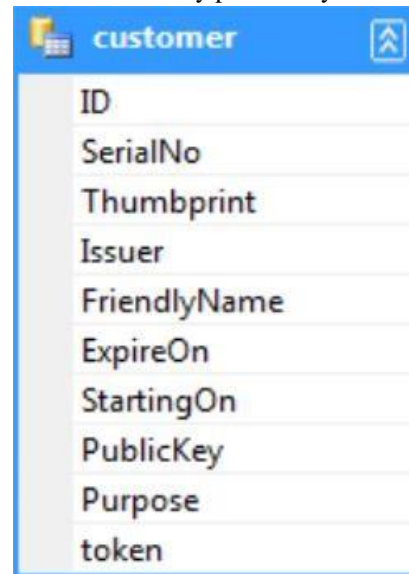 customer
ID
SerialNo
Thumbprint
Issuer
FriendlyName
ExpireOn
StartingOn
PublicKey
Purpose
token